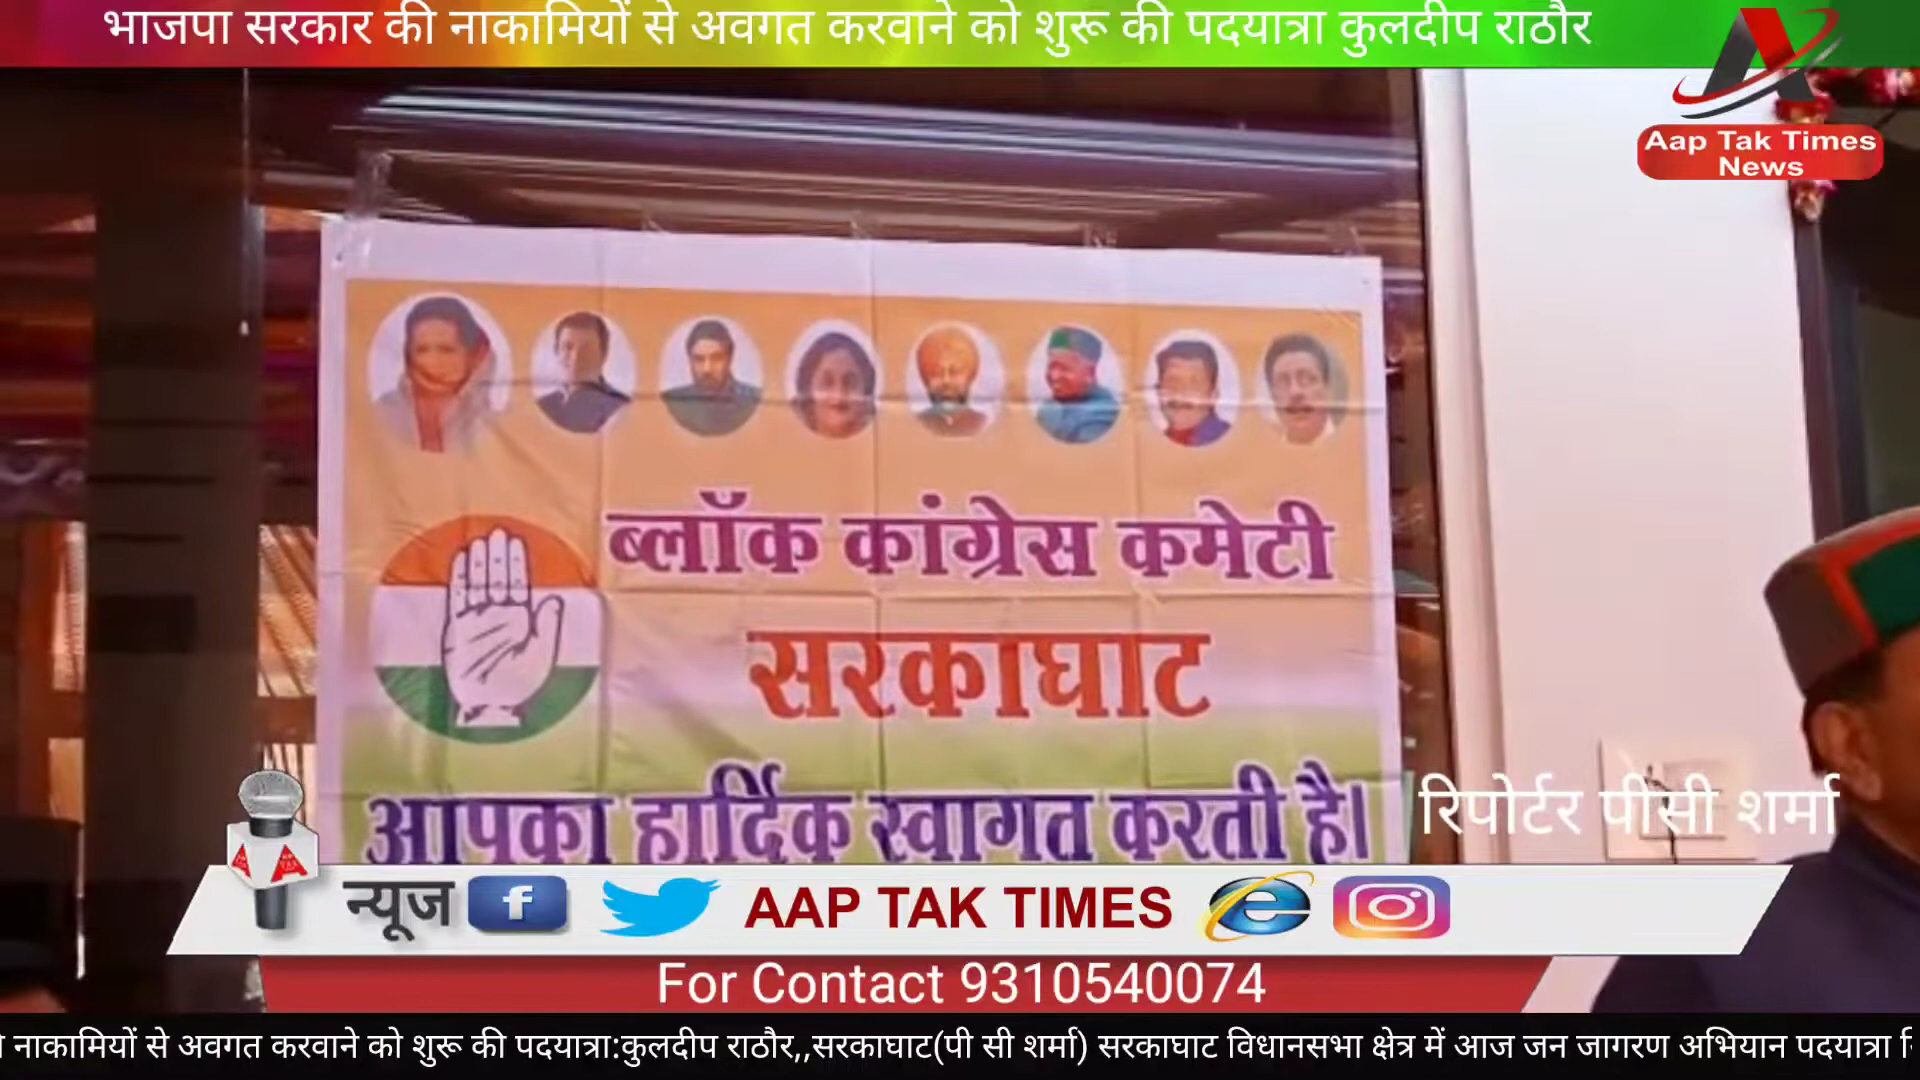 भाजपा सरकार की नाकामियों से अवगत करवाने को शुरू की पदयात्रा कुलदीप राठौर
Aap Tak Times
News
ब्लॉक कांग्रेस कमेटी
सरकाघाट
आपका हार्दिक स्वागत करती है।
रिपोर्टर पीसी शर्मा
न्यूज AAP TAK TIMES
For Contact 9310540074
नाकामियों से अवगत करवाने को शुरू की पदयात्रा:कुलदीप राठौर,,सरकाघाट(पी सी शर्मा) सरकाघाट विधानसभा क्षेत्र में आज जन जागरण अभियान पदयात्रा